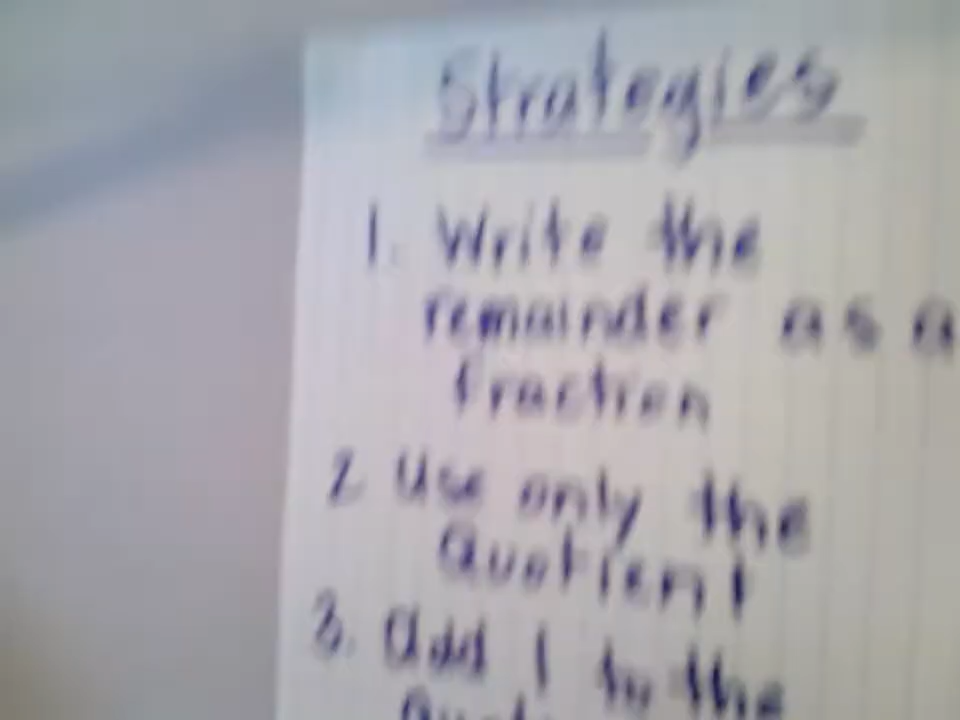 Strategies
1. Write the
remainder as a
fraction
2 Use only the
Quotient
3. add 1 to the